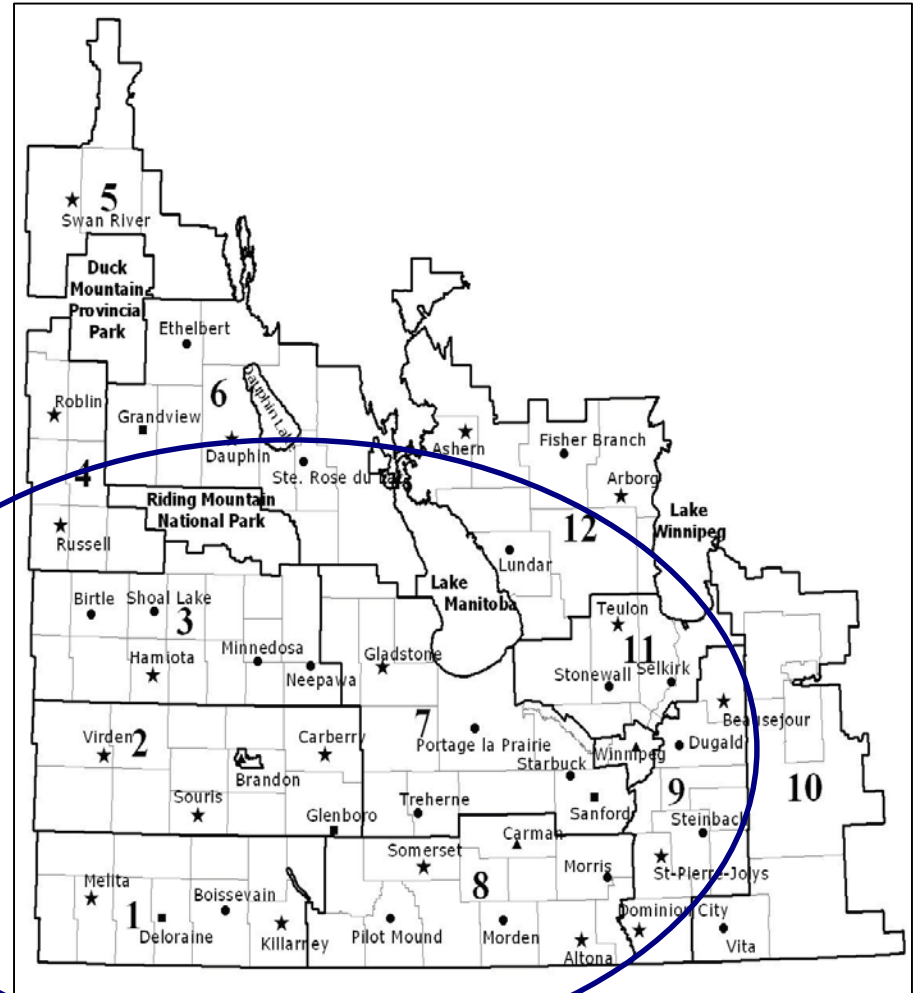 5
Swan River
Duck
Mountain
Provincial
Park
Ethelbert
6
Dauphin Lake
Roblin
Grandview
Dauphin
Ashern
Fisher Branch
Arborg
4
Ste. Rose du Lac
Riding Mountain
National Park
Russell
12
Lake
Winnipeg
Lundar
Lake
Manitoba
Birtle
Shoal Lake
3
Teulon
11
Hamiota
Minnedosa
Neepawa
Gladstone
Stonewall
Selkirk
Beausejour
Virden
2
Carberry
7
Portage la Prairie
Winnipeg
Dugald
Brandon
Starbuck
10
Souris
Treherne
Sanford
9
Glenboro
Carman
Steinbach
Somerset
8
Morris
St-Pierre-Jolys
Melita
Boissevain
1
Deloraine
Killarney
Pilot Mound
Morden
Dominion City
Altona
Vita